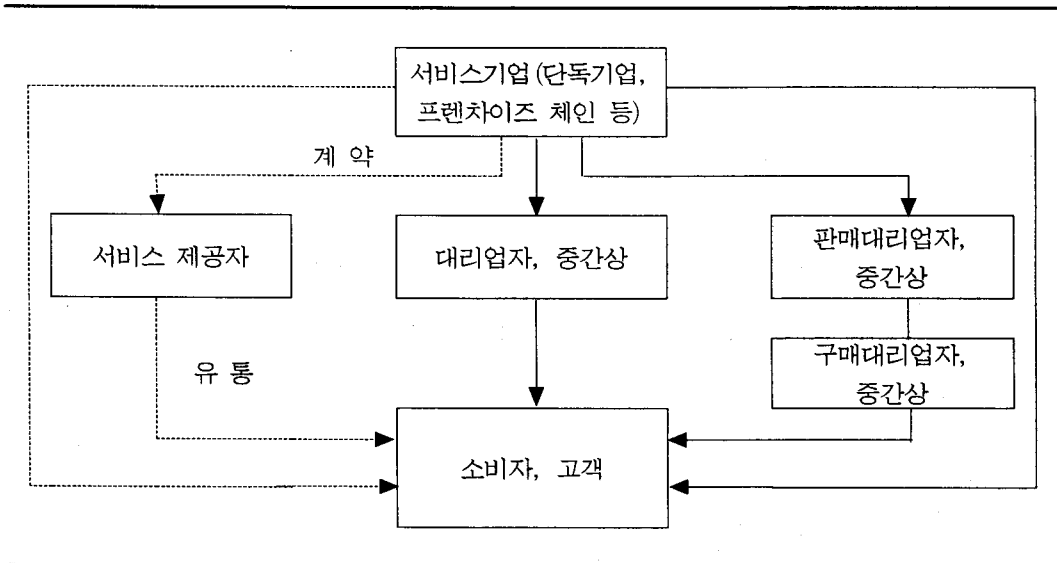 서비스기업(단독기업,
프렌차이즈 체인 등)
계 약
서비스 제공자
대리업자, 중간상
판매대리업자,
중간상
구매대리업자,
중간상
유 통
소비자, 고객